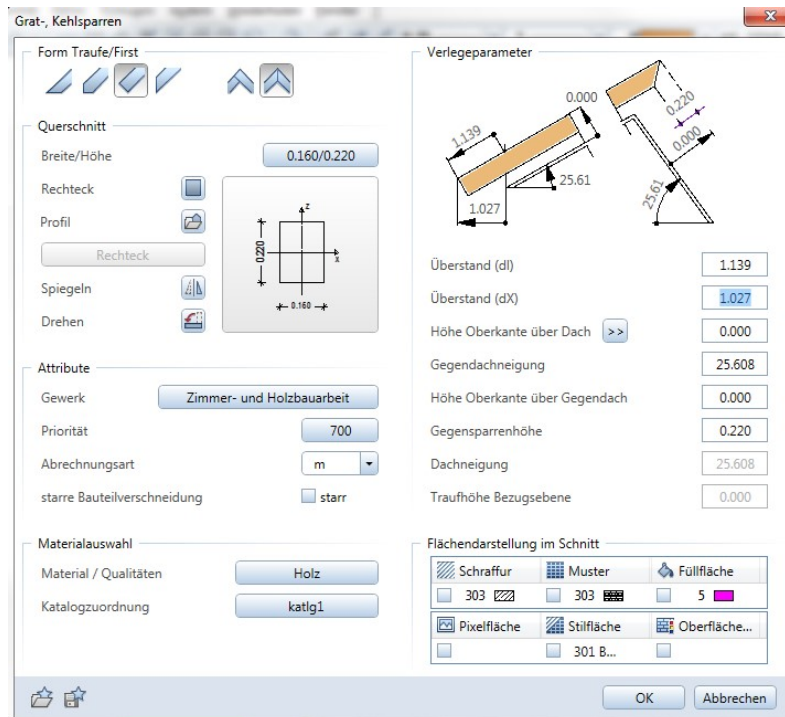 Grat-, Kehlsparren
Form Traufe/First
Querschnitt
Breite/Höhe 0.160/0.220
Rechteck
Profil
Rechteck
Spiegeln
Drehen
z
x
0.220
0.160
Attribute
Gewerk Zimmer- und Holzbauarbeit
Priorität 700
Abrechnungsart m
starre Bauteilverschneidung starr
Materialauswahl
Material / Qualitäten Holz
Katalogzuordnung katlg1
Verlegeparameter
0.000
0.220
1.139
0.000
25.61
25.61
1.027
Überstand (dl) 1.139
Überstand (dX) 1.027
Höhe Oberkante über Dach >> 0.000
Gegendachneigung 25.608
Höhe Oberkante über Gegendach 0.000
Gegensparrenhöhe 0.220
Dachneigung 25.608
Traufhöhe Bezugsebene 0.000
Flächendarstellung im Schnitt
Schraffur Muster Füllfläche
303 303 5
Pixelfläche Stilfläche Oberfläche...
301 B...
OK Abbrechen